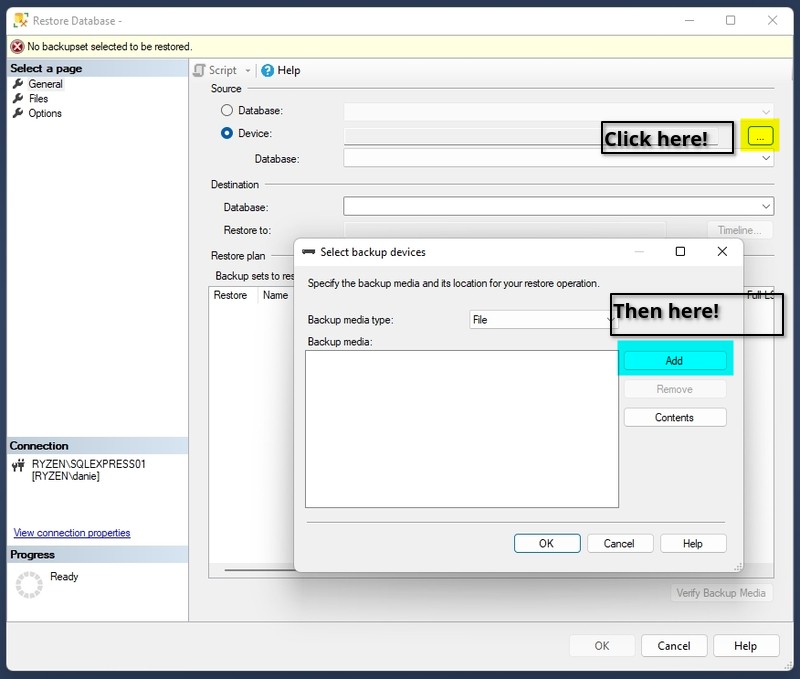 Restore Database -
No backupset selected to be restored.
Select a page
General
Files
Options
Script
Help
Source
Database:
Device:
Click here!
...
Database:
Destination
Database:
Restore to:
Timeline...
Restore plan
Backup sets to res
Restore Name
Select backup devices
Specify the backup media and its location for your restore operation.
Then here!
Backup media type:
File
Backup media:
Add
Remove
Contents
OK
Cancel
Help
Connection
RYZEN\SQLEXPRESS01
[RYZEN\danie]
View connection properties
Progress
Ready
Verify Backup Media
OK
Cancel
Help